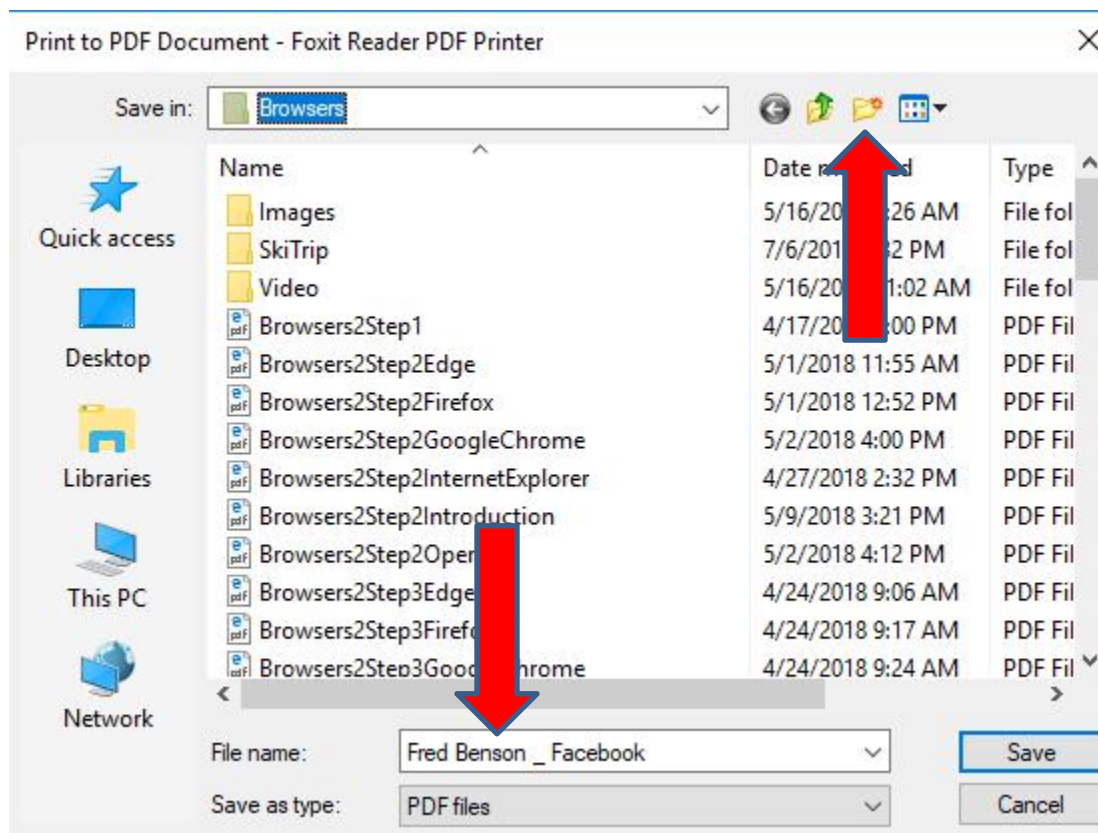 Print to PDF Document - Foxit Reader PDF Printer
Save in: Browsers
Quick access
Desktop
Libraries
This PC
Network
Name Date Type
Images AM File fol
SkiTrip PM File fol
Video AM File fol
Browsers2Step1 PM PDF Fil
Browsers2Step2Edge 5/1/2018 11:55 AM PDF Fil
Browsers2Step2Firefox 5/1/2018 12:52 PM PDF Fil
Browsers2Step2GoogleChrome 5/2/2018 4:00 PM PDF Fil
Browsers2Step2InternetExplorer 4/27/2018 2:32 PM PDF Fil
Browsers2Step2Introduction 5/9/2018 3:21 PM PDF Fil
5/2/2018 4:12 PM PDF Fil
Browsers2Step3Edge 4/24/2018 9:06 AM PDF Fil
4/24/2018 9:17 AM PDF Fil
4/24/2018 9:24 AM PDF Fil
File name: Fred Benson _ Facebook Save
Save as type: PDF files Cancel